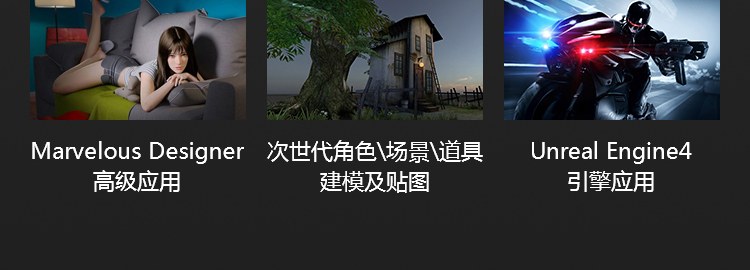 Marvelous Designer
高级应用
次世代角色\场景\道具
建模及贴图
Unreal Engine4
引擎应用